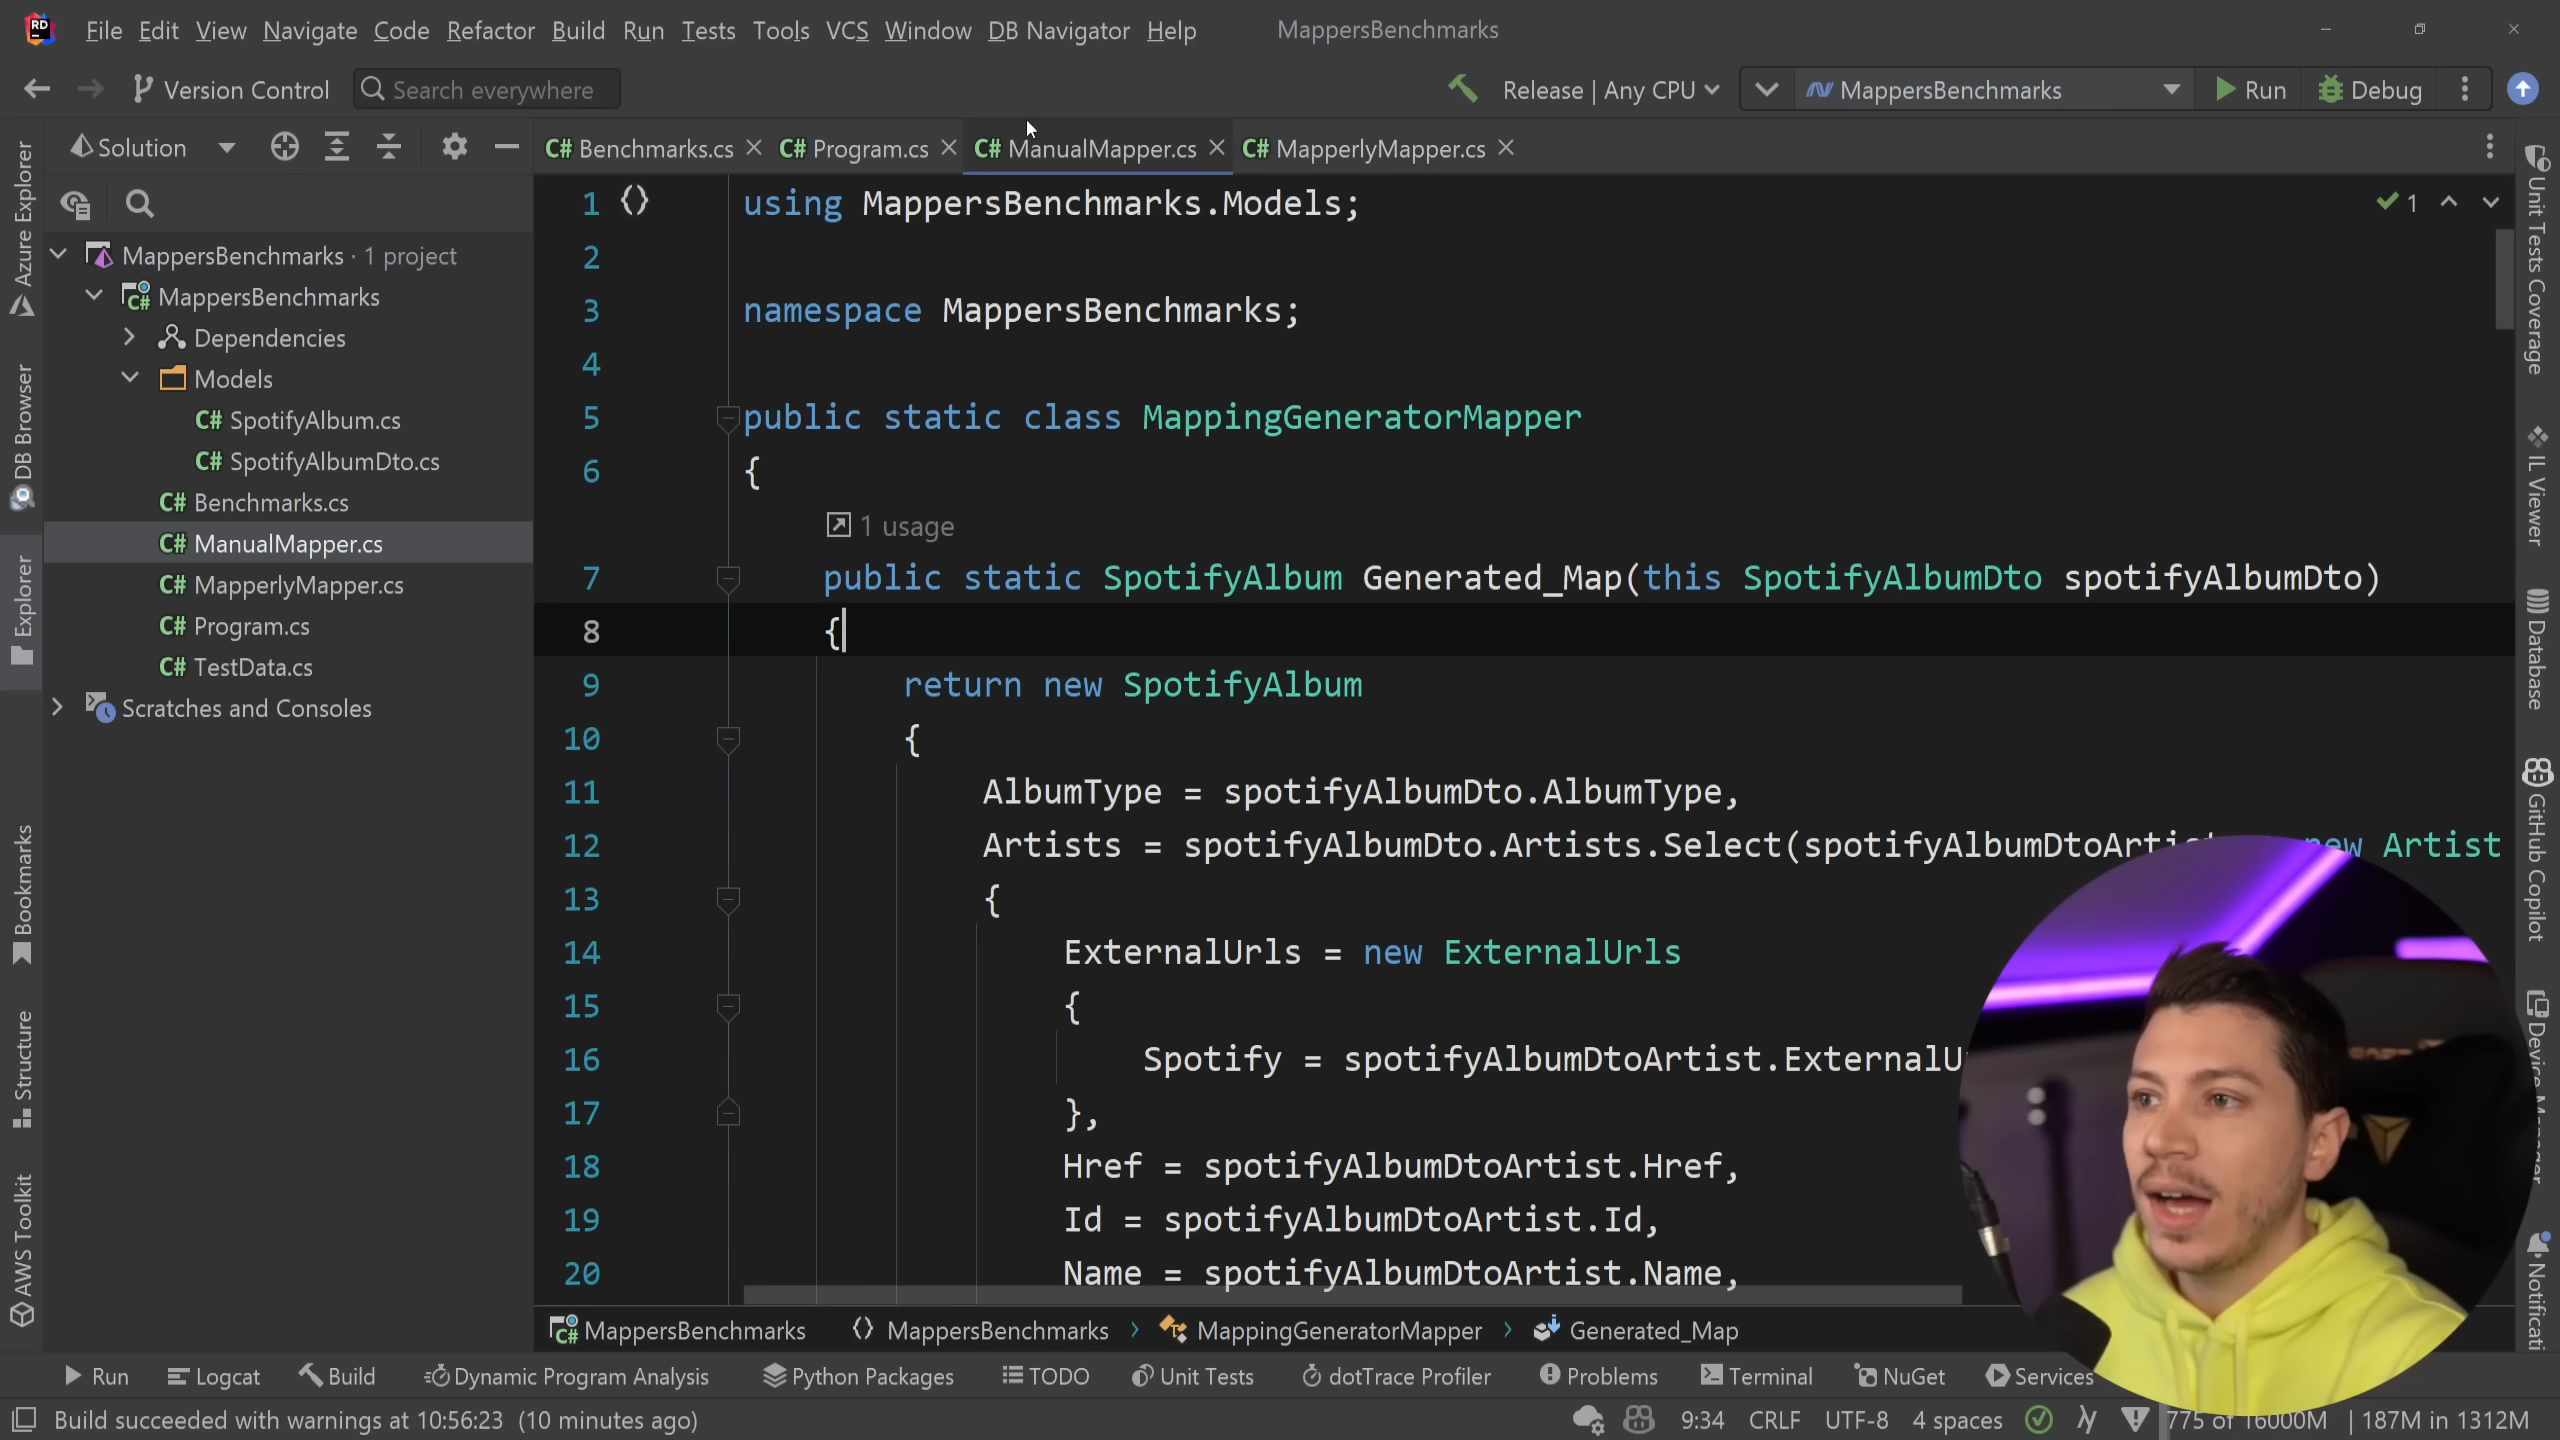 RD File Edit View Navigate Code Refactor Build Run Tests Tools VCS Window DB Navigator Help MappersBenchmarks
Version Control Search everywhere Release | Any CPU MappersBenchmarks Run Debug
Solution
C# Benchmarks.cs C# Program.cs C# ManualMapper.cs C# MapperlyMapper.cs
MappersBenchmarks · 1 project
C# MappersBenchmarks
Dependencies
Models
C# SpotifyAlbum.cs
C# SpotifyAlbumDto.cs
C# Benchmarks.cs
C# ManualMapper.cs
C# MapperlyMapper.cs
C# Program.cs
C# TestData.cs
Scratches and Consoles
Azure Explorer
DB Browser
Explorer
Bookmarks
Structure
AWS Toolkit
1 using MappersBenchmarks.Models;
2
3 namespace MappersBenchmarks;
4
5 public static class MappingGeneratorMapper
6 {
1 usage
7 public static SpotifyAlbum Generated_Map(this SpotifyAlbumDto spotifyAlbumDto)
8 {
9 return new SpotifyAlbum
10 {
11 AlbumType = spotifyAlbumDto.AlbumType,
12 Artists = spotifyAlbumDto.Artists.Select( new Artist
13 {
14 ExternalUrls = new ExternalUrls
15 {
16 Spotify =
17 },
18 Href = spotifyAlbumDtoArtist.Href,
19 Id = spotifyAlbumDtoArtist.Id,
20 Name = spotifyAlbumDtoArtist.Name,
1
Unit Tests Coverage
IL Viewer
Database
GitHub Copilot
Device
C# MappersBenchmarks MappersBenchmarks MappingGeneratorMapper Generated_Map
Run Logcat Build Dynamic Program Analysis Python Packages TODO Unit Tests dotTrace Profiler Problems Terminal NuGet Services
Build succeeded with warnings at 10:56:23 (10 minutes ago) 9:34 CRLF UTF-8 4 spaces 775 of 16000M | 187M in 1312M